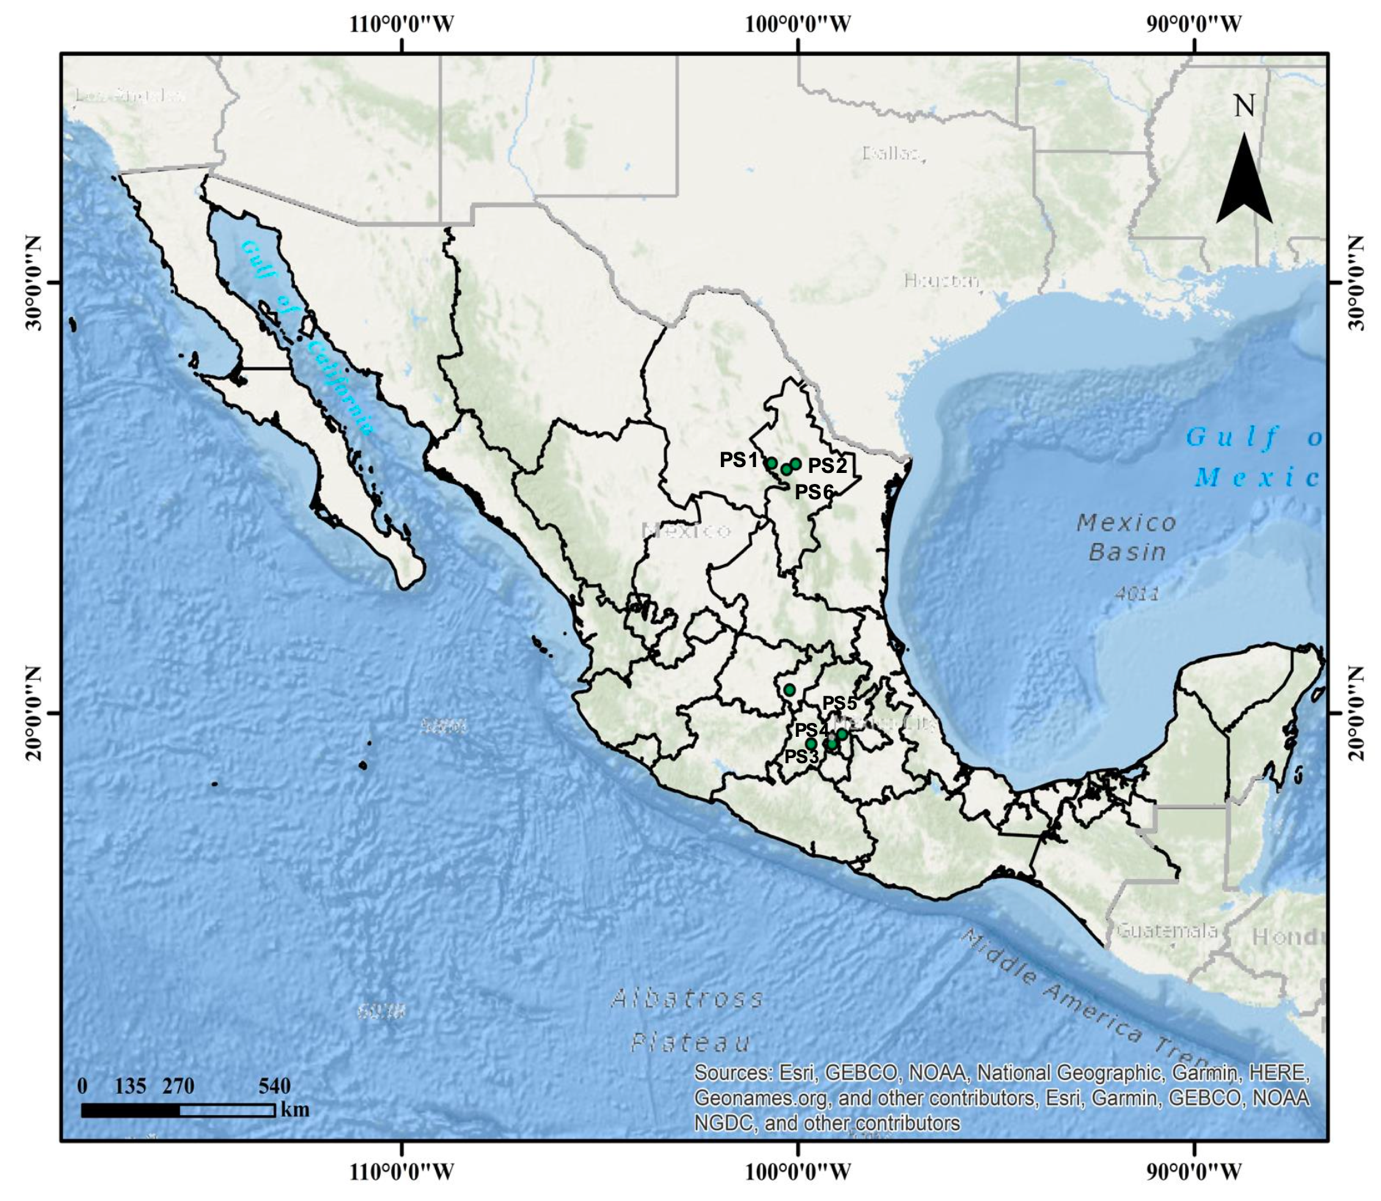 110°0'0"W
100°0'0"W
90°0'0"W
N
Los Angeles
Dallas
Houston
30°0'0"N
30°0'0"N
Gulf of
California
PS1
PS2
PS6
Gulf o
Mexic
Mexico
Mexico
Basin
4011
20°0'0"N
20°0'0"N
PS5
PS4
PS3
Guatemala
Hondu
Middle America Tren
Albatross
Plateau
0 135 270 540
km
Sources: Esri, GEBCO, NOAA, National Geographic, Garmin, HERE,
Geonames.org, and other contributors, Esri, Garmin, GEBCO, NOAA
NGDC, and other contributors
110°0'0"W
100°0'0"W
90°0'0"W